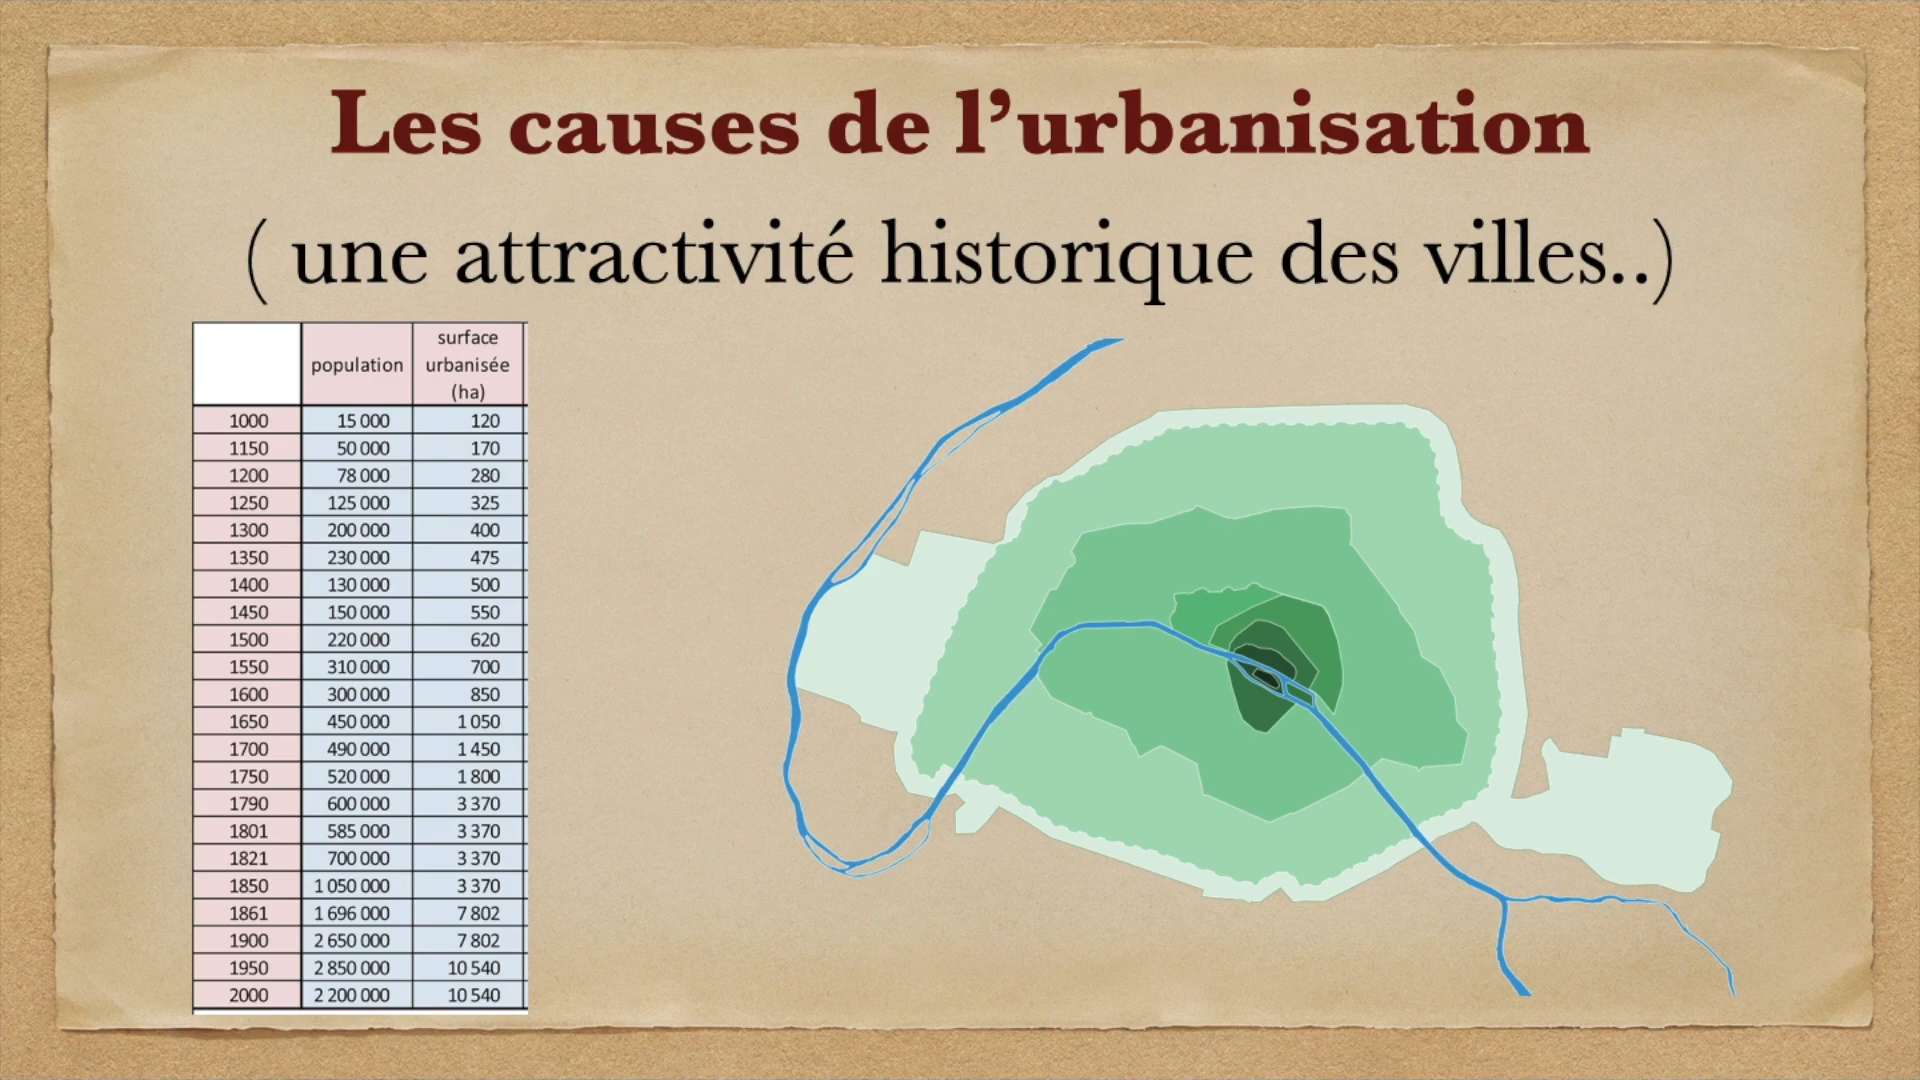 Les causes de l’urbanisation
( une attractivité historique des villes..)
population surface urbanisée (ha)
1000 15 000 120
1150 50 000 170
1200 78 000 280
1250 125 000 325
1300 200 000 400
1350 230 000 475
1400 130 000 500
1450 150 000 550
1500 220 000 620
1550 310 000 700
1600 300 000 850
1650 450 000 1 050
1700 490 000 1 450
1750 520 000 1 800
1790 600 000 3 370
1801 585 000 3 370
1821 700 000 3 370
1850 1 050 000 3 370
1861 1 696 000 7 802
1900 2 650 000 7 802
1950 2 850 000 10 540
2000 2 200 000 10 540